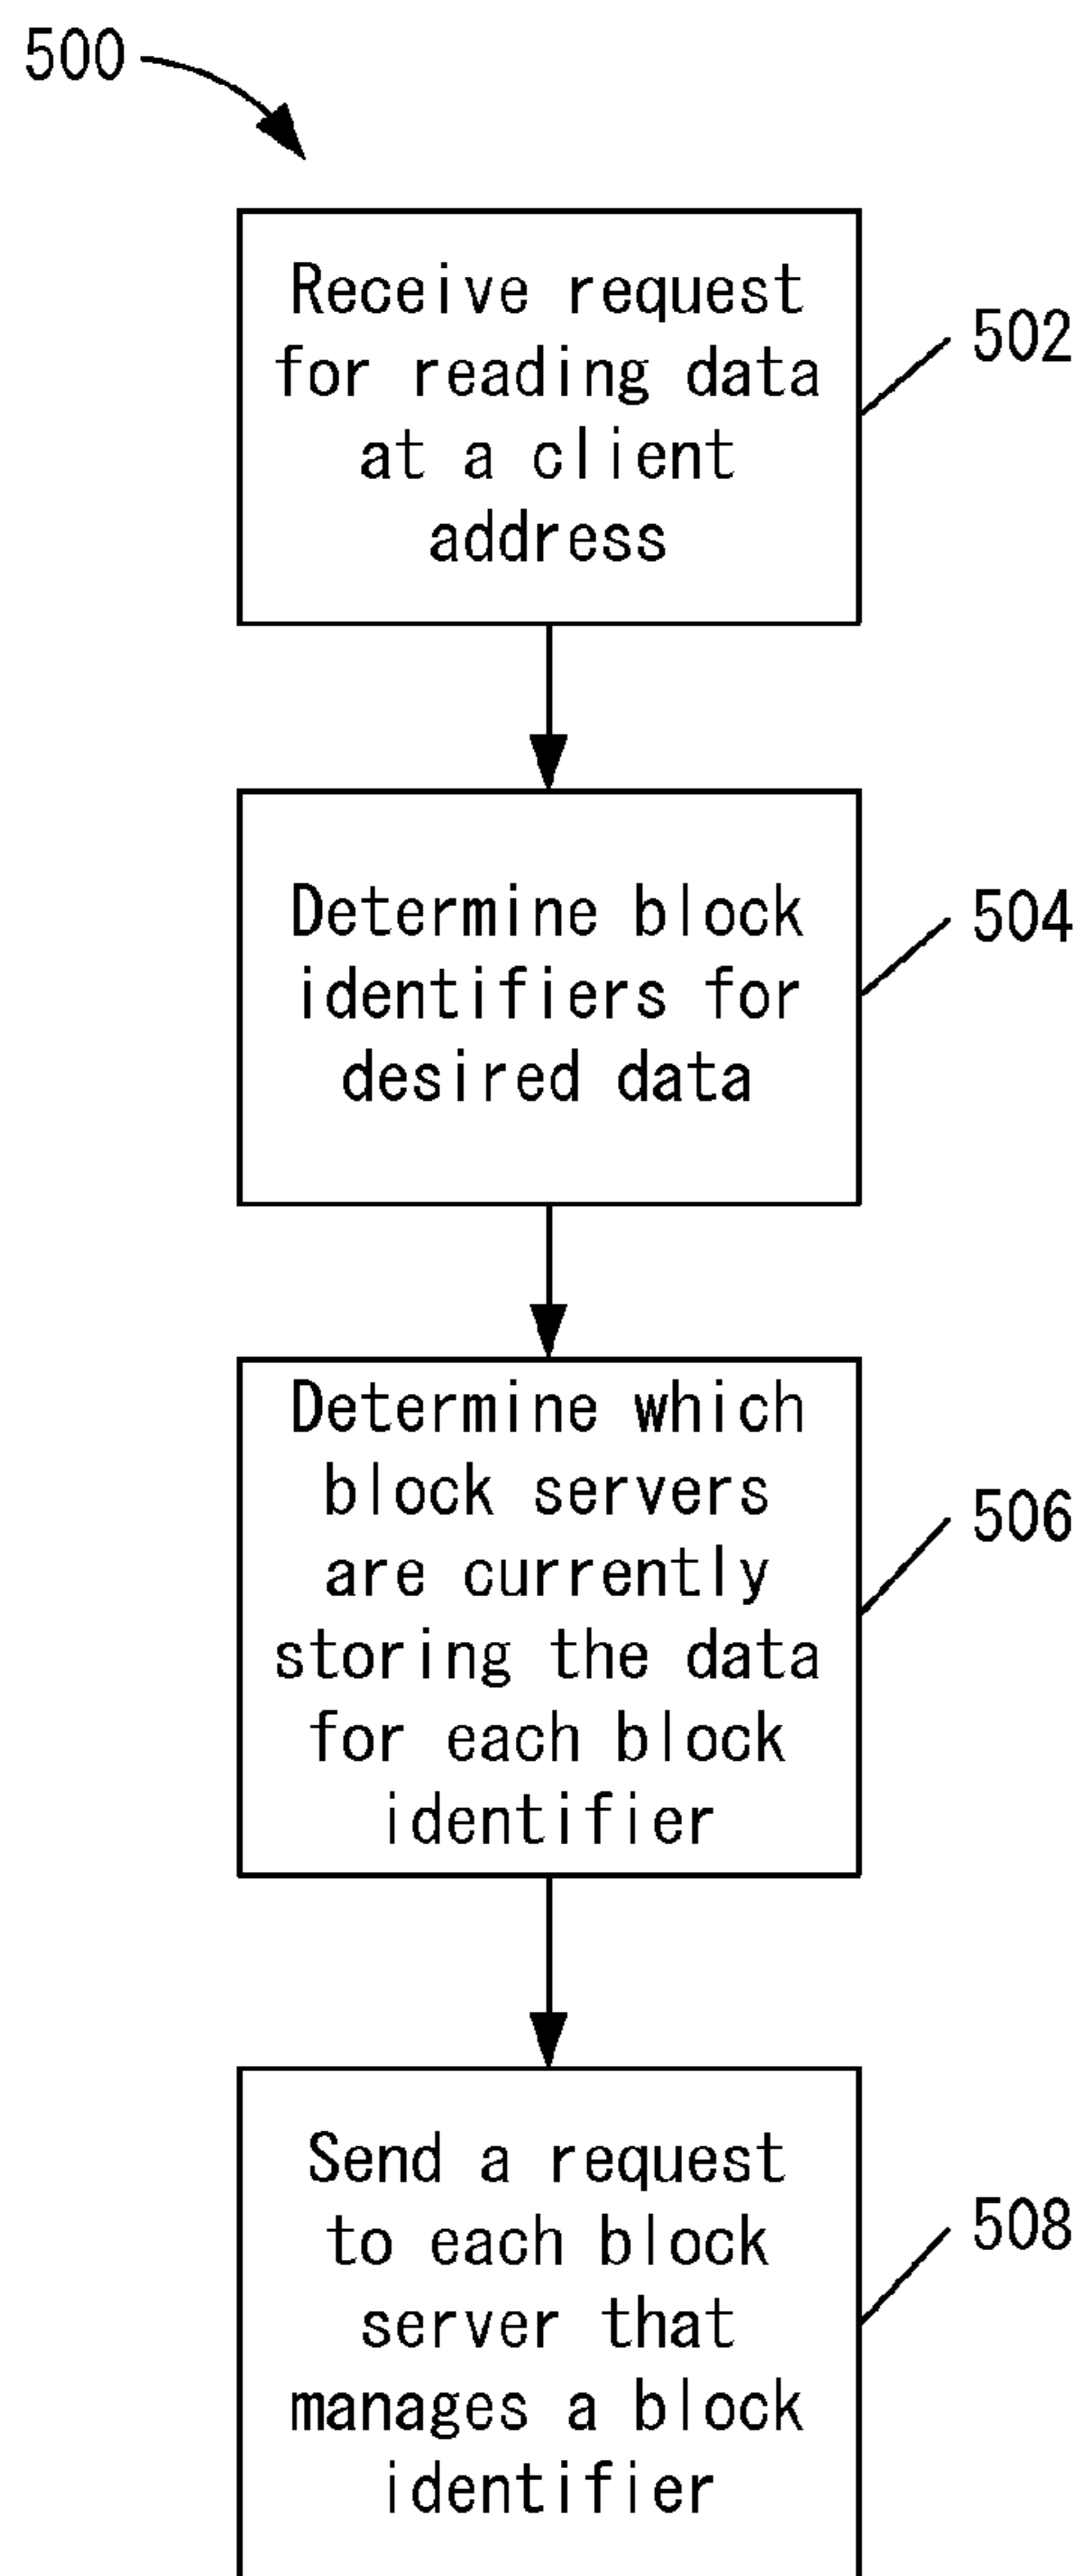 500
Receive request
for reading data
at a client
address
502
Determine block
identifiers for
desired data
504
Determine which
block servers
are currently
storing the data
for each block
identifier
506
Send a request
to each block
server that
manages a block
identifier
508